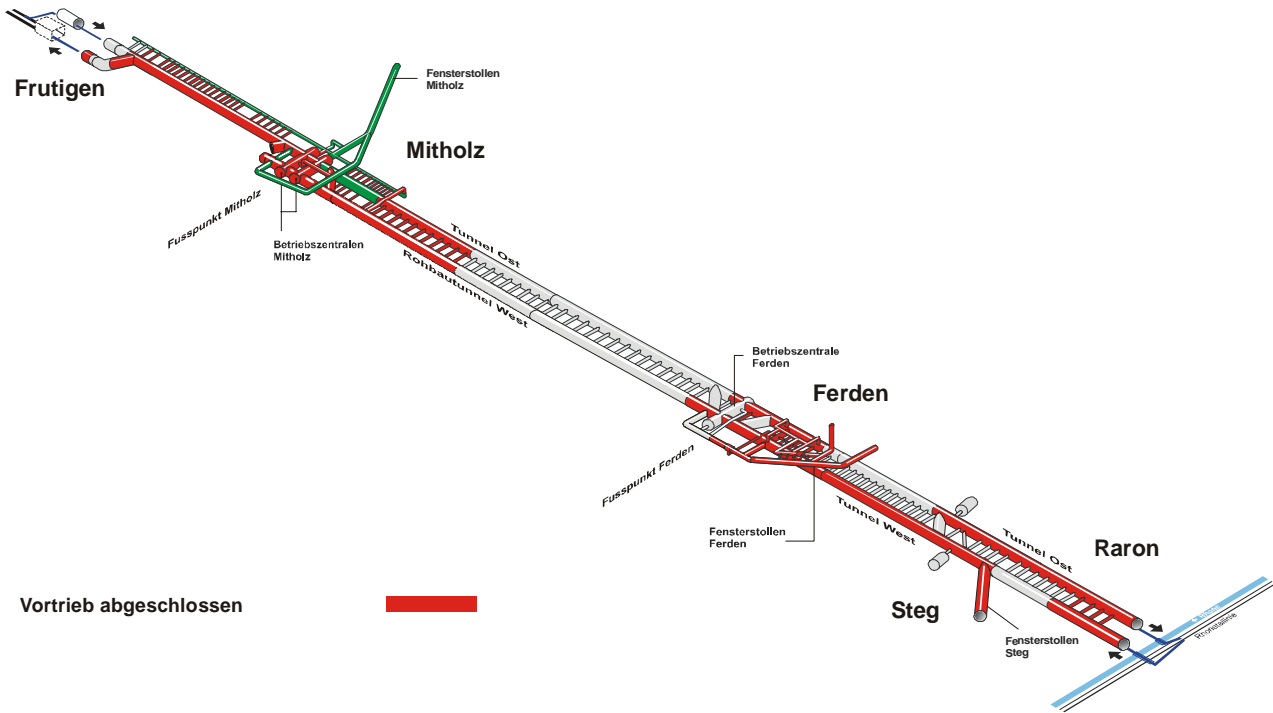 Frutigen
Fensterstollen
Mitholz
Mitholz
Fusspunkt Mitholz
Betriebszentralen
Mitholz
Tunnel Ost
Rohbautunnel West
Betriebszentrale
Ferden
Ferden
Fusspunkt Ferden
Fensterstollen
Ferden
Tunnel West
Tunnel Ost
Raron
Steg
Fensterstollen
Steg
Rhone
Rhonetallinie
Vortrieb abgeschlossen